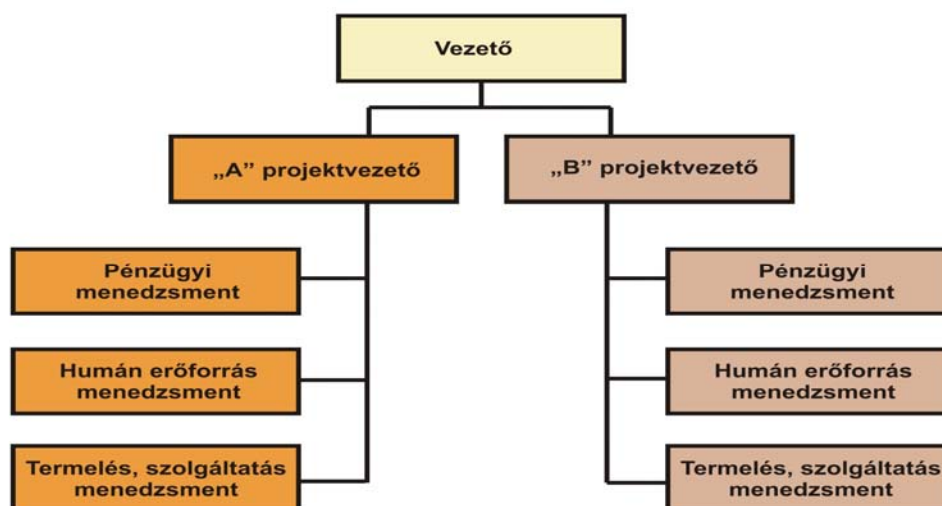 Vezető
„A” projektvezető
„B” projektvezető
Pénzügyi
menedzsment
Pénzügyi
menedzsment
Humán erőforrás
menedzsment
Humán erőforrás
menedzsment
Termelés, szolgáltatás
menedzsment
Termelés, szolgáltatás
menedzsment